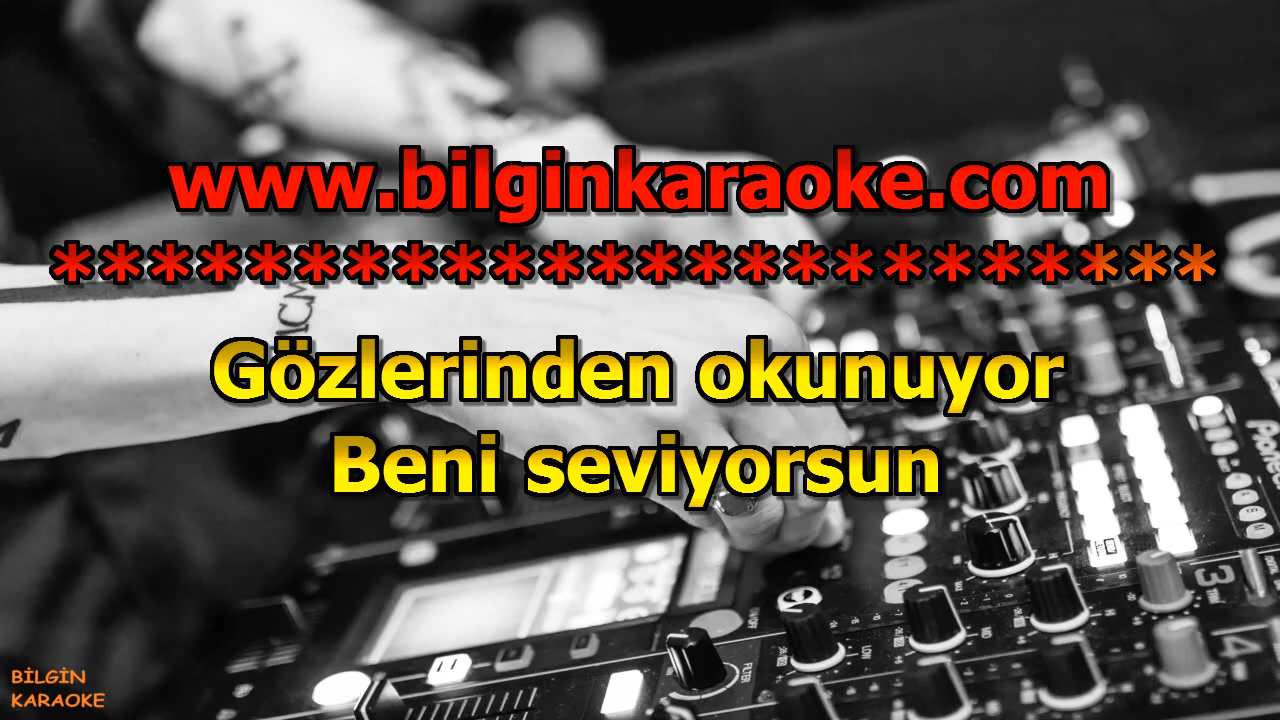 www.bilginkaraoke.com
************************
Gözlerinden okunuyor
Beni seviyorsun
BİLGİN
KARAOKE